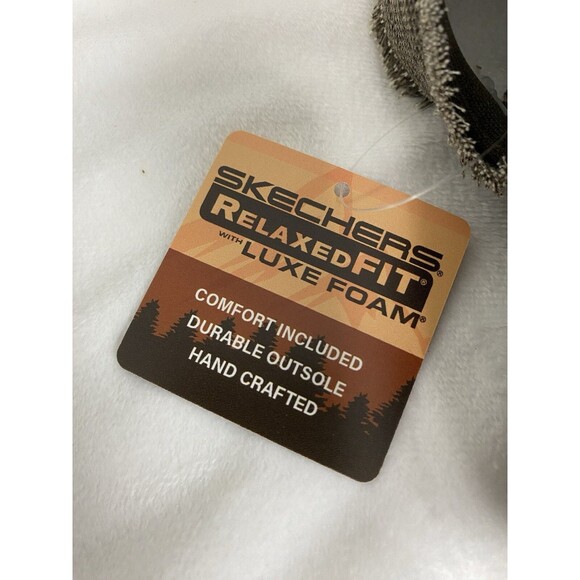 SKECHERS®
RELAXED FIT®
WITH LUXE FOAM®
COMFORT INCLUDED
DURABLE OUTSOLE
HAND CRAFTED